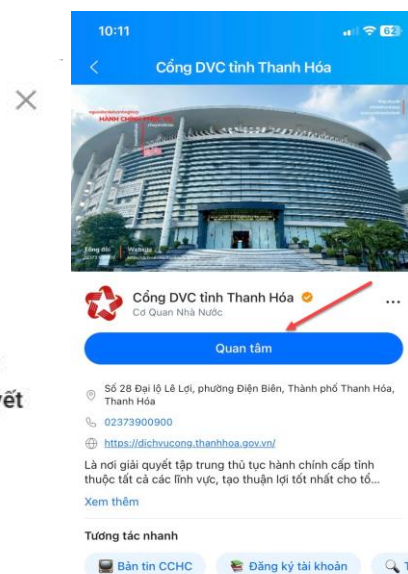 10:11
62
Cổng DVC tỉnh Thanh Hóa
HÀNH CHÍNH PHỤC VỤ
Tổng đài
Website
Cổng DVC tỉnh Thanh Hóa
Cơ Quan Nhà Nước
Quan tâm
Số 28 Đại lộ Lê Lợi, phường Điện Biên, Thành phố Thanh Hóa,
Thanh Hóa
ết
02373900900
https://dichvucong.thanhhoa.gov.vn/
Là nơi giải quyết tập trung thủ tục hành chính cấp tỉnh
thuộc tất cả các lĩnh vực, tạo thuận lợi tốt nhất cho tổ...
Xem thêm
Tương tác nhanh
Bản tin CCHC
Đăng ký tài khoản
T